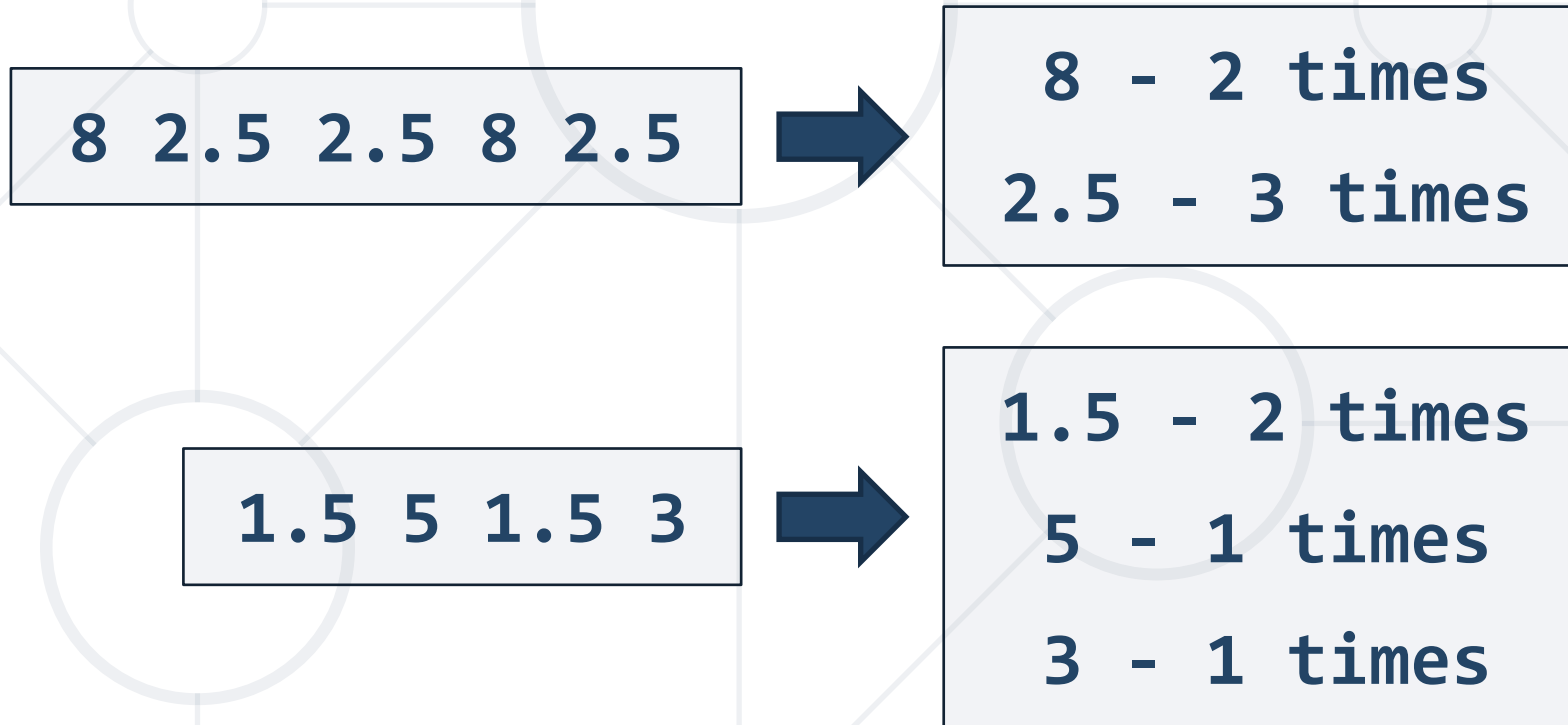 8 2.5 2.5 8 2.5
8 - 2 times
2.5 - 3 times
1.5 5 1.5 3
1.5 - 2 times
5 - 1 times
3 - 1 times